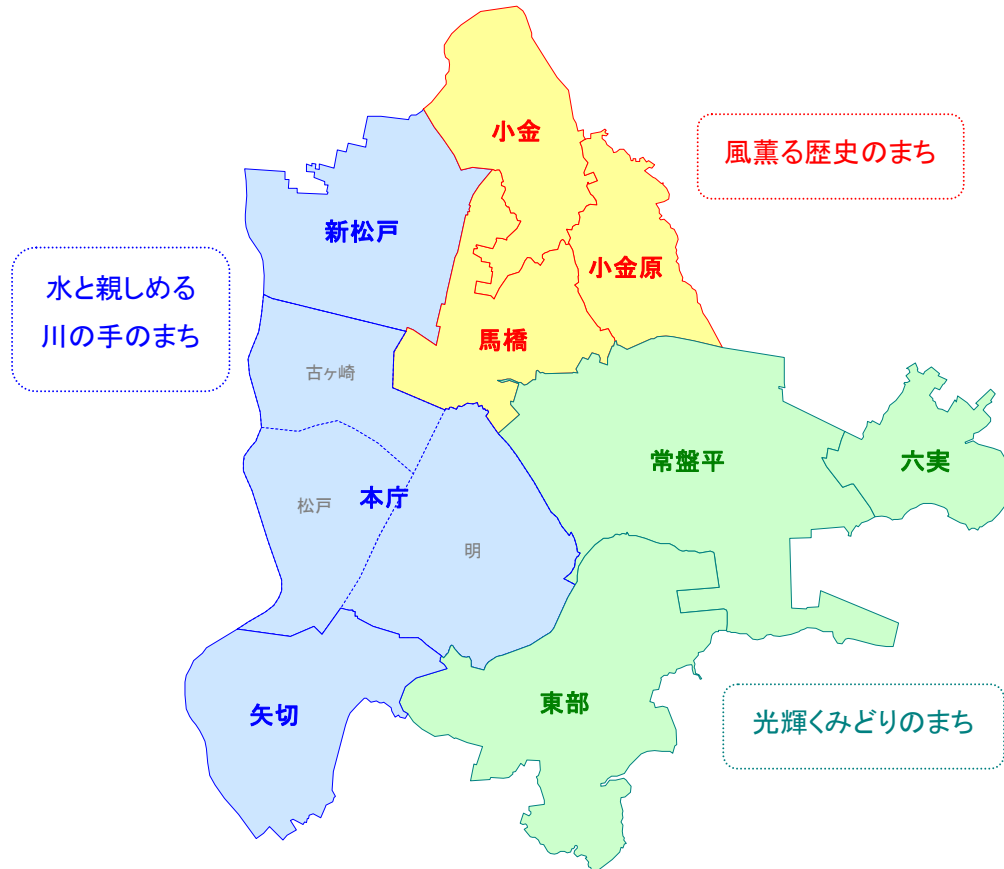 小金
風薫る歴史のまち
新松戸
小金原
水と親しめる
川の手のまち
馬橋
古ヶ崎
常盤平
六実
本庁
松戸
明
矢切
東部
光輝くみどりのまち